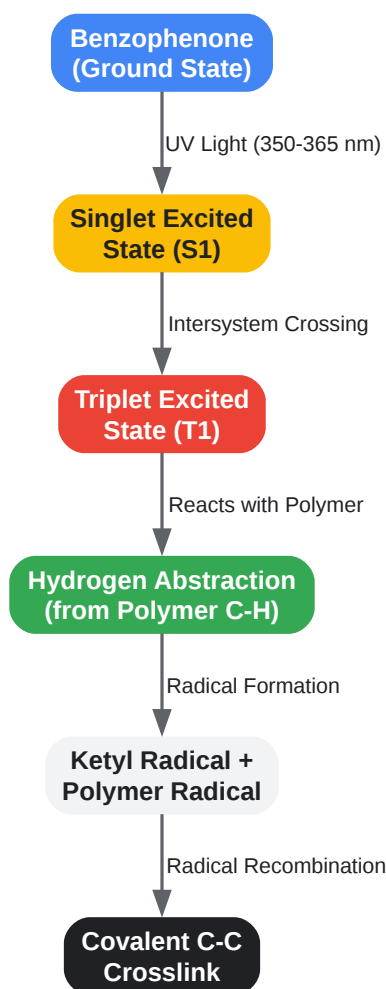 Benzophenone
(Ground State)
UV Light (350-365 nm)
Singlet Excited
State (S1)
Intersystem Crossing
Triplet Excited
State (T1)
Reacts with Polymer
Hydrogen Abstraction
(from Polymer C-H)
Radical Formation
Ketyl Radical +
Polymer Radical
Radical Recombination
Covalent C-C
Crosslink